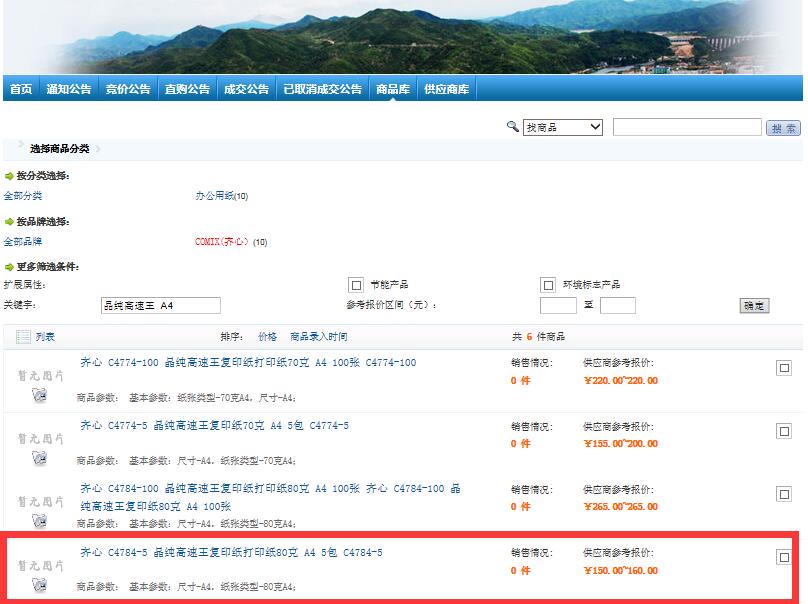 首页 通知公告 竞价公告 直购公告 成交公告 已取消成交公告 商品库 供应商库
找商品 搜 索
选择商品分类
按分类选择:
全部分类 办公用纸(10)
按品牌选择:
全部品牌 COMIX(齐心) (10)
更多筛选条件:
扩展属性: 节能产品 环境标志产品
关键字: 晶纯高速王 A4 参考报价区间（元）: 至 确定
列表 排序: 价格 商品录入时间 共 6 件商品
齐心 C4774-100 晶纯高速王复印纸打印纸70克 A4 100张 C4774-100 销售情况: 供应商参考报价:
暂无图片 0 件 ￥220.00~220.00
商品参数: 基本参数: 纸张类型-70克A4, 尺寸-A4;
齐心 C4774-5 晶纯高速王复印纸70克 A4 5包 C4774-5 销售情况: 供应商参考报价:
暂无图片 0 件 ￥155.00~200.00
商品参数: 基本参数: 尺寸-A4, 纸张类型-70克A4;
齐心 C4784-100 晶纯高速王复印纸打印纸80克 A4 100张 齐心 C4784-100 晶 销售情况: 供应商参考报价:
暂无图片 纯高速王复印纸80克 A4 100张 0 件 ￥265.00~265.00
商品参数: 基本参数: 尺寸-A4, 纸张类型-80克A4;
齐心 C4784-5 晶纯高速王复印纸打印纸80克 A4 5包 C4784-5 销售情况: 供应商参考报价:
暂无图片 0 件 ￥150.00~160.00
商品参数: 基本参数: 尺寸-A4, 纸张类型-80克A4;